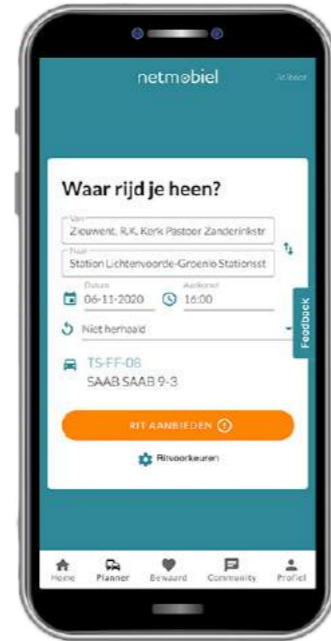 netmobiel
Waar rijd je heen?
Van
Zieuwent, R.K. Kerk Pastoor Zanderinkstr
Naar
Station Lichtenvoorde-Groenlo Stationsst
Datum
06-11-2020
16:00
Niet herhaald
Feedback
TS-FF-08
SAAB SAAB 9-3
RIT AANBIEDEN
Ritvoorkeuren
Home Planner Bewaard Community Profiel